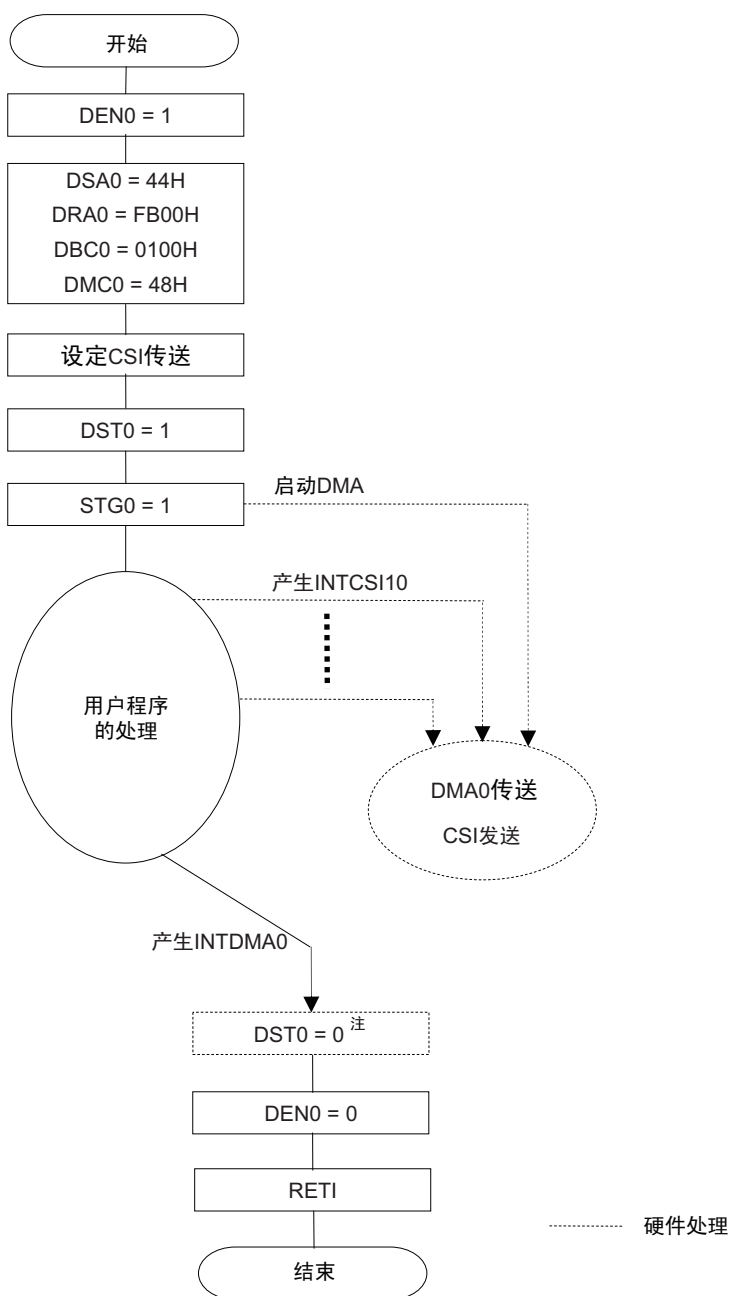 开始
DEN0 = 1
DSA0 = 44H
DRA0 = FB00H
DBC0 = 0100H
DMC0 = 48H
设定CSI传送
DST0 = 1
STG0 = 1
启动DMA
产生INTCSI10
用户程序
的处理
DMA0传送
CSI发送
产生INTDMA0
DST0 = 0 注
DEN0 = 0
RETI
硬件处理
结束